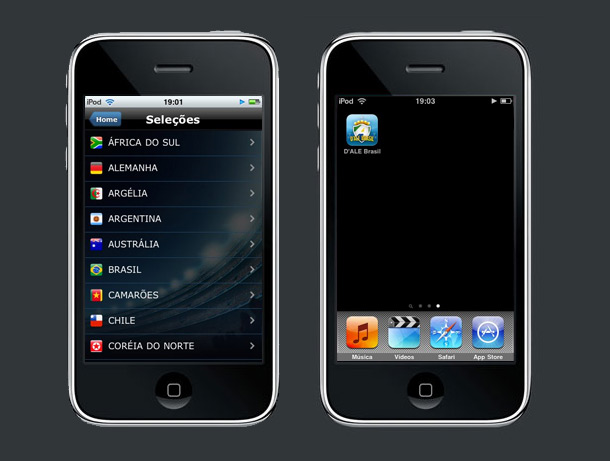 iPod 19:01
Home Seleções
ÁFRICA DO SUL
ALEMANHA
ARGÉLIA
ARGENTINA
AUSTRÁLIA
BRASIL
CAMARÕES
CHILE
CORÉIA DO NORTE
iPod 19:03
D'ALE Brasil
Música Vídeos Safari App Store